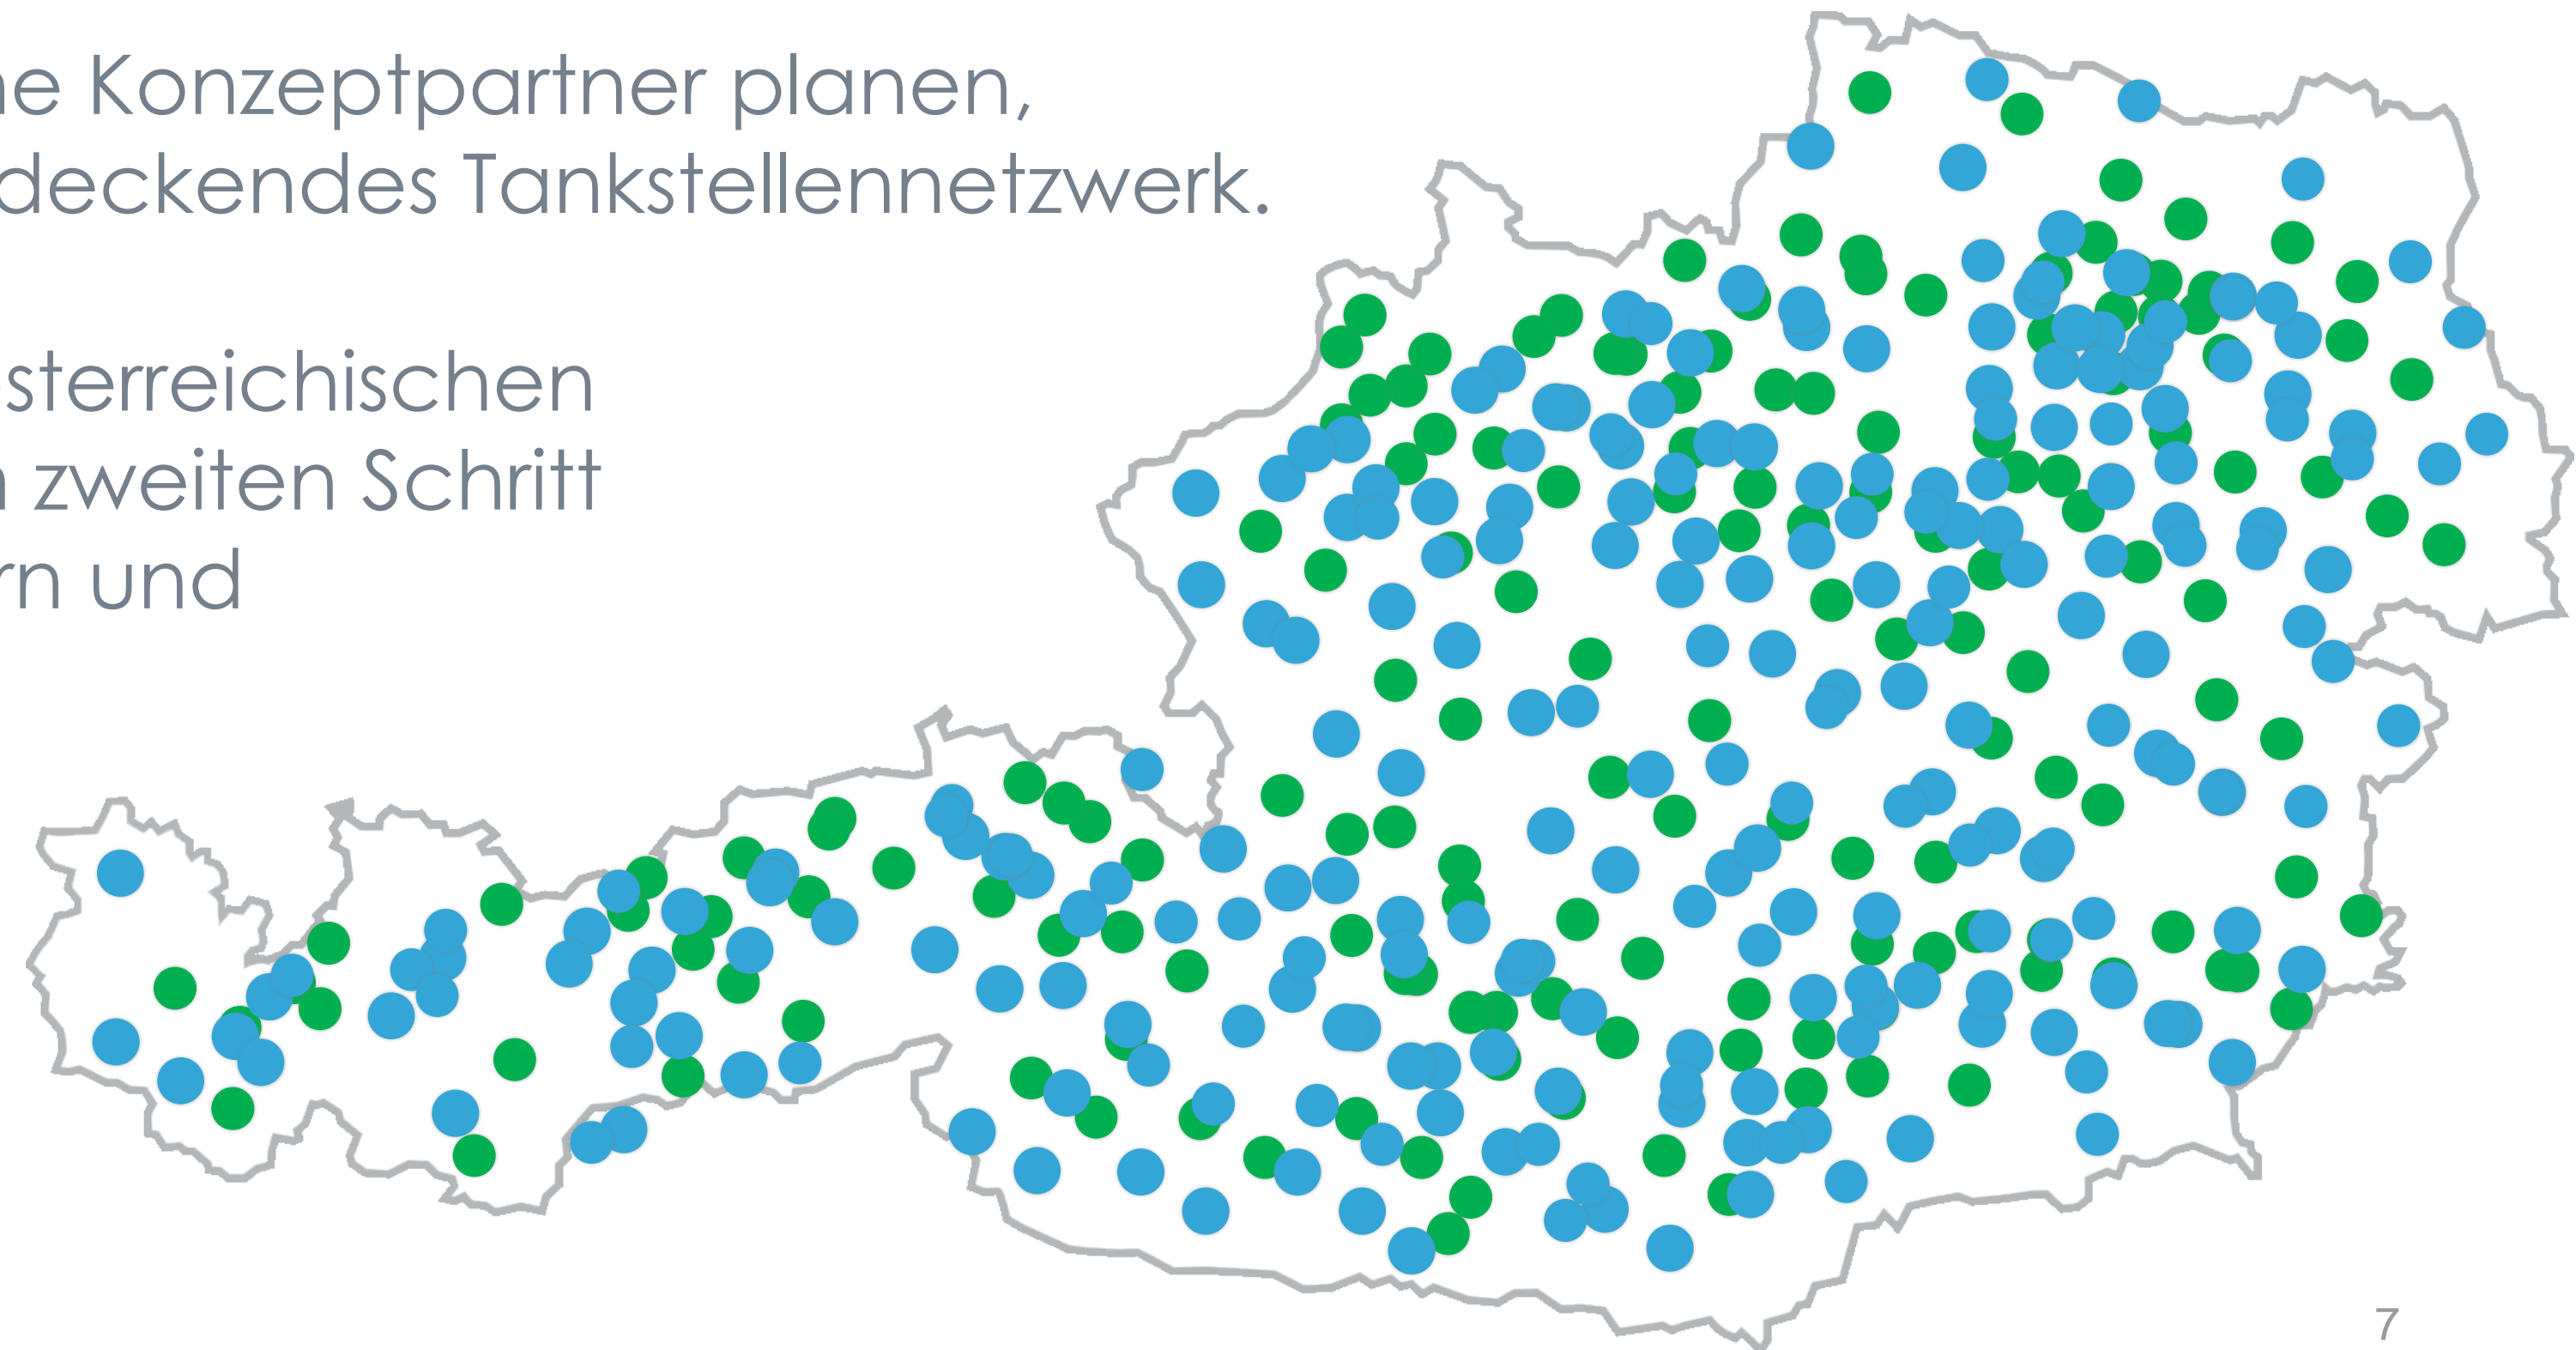 ne Konzeptpartner planen,
deckendes Tankstellennetzwerk.
sterreichischen
n zweiten Schritt
rn und
7